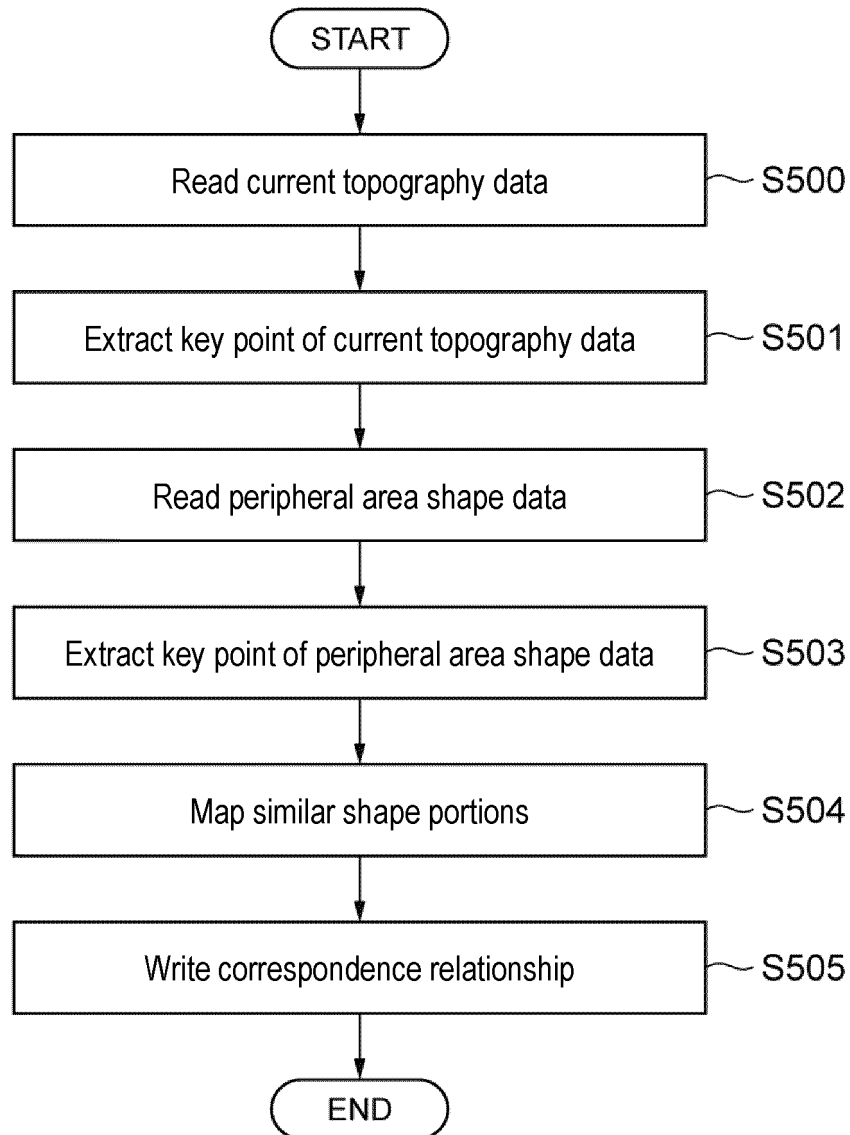 START
Read current topography data
S500
Extract key point of current topography data
S501
Read peripheral area shape data
S502
Extract key point of peripheral area shape data
S503
Map similar shape portions
S504
Write correspondence relationship
S505
END